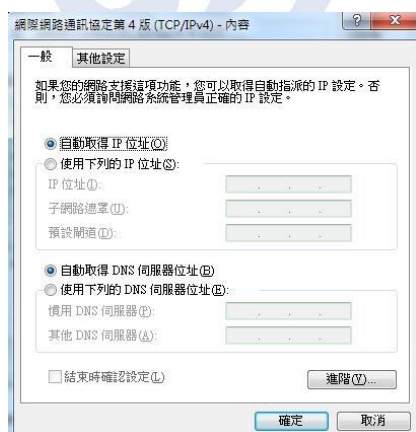 網際網路通訊協定第 4 版 (TCP/IPv4) - 內容
一般
其他設定
如果您的網路支援這項功能，您可以取得自動指派的 IP 設定。否
則，您必須詢問網路系統管理員正確的 IP 設定。
自動取得 IP 位址(O)
使用下列的 IP 位址(S):
IP 位址(I):
子網路遮罩(U):
預設閘道(D):
自動取得 DNS 伺服器位址(B)
使用下列的 DNS 伺服器位址(E):
慣用 DNS 伺服器(P):
其他 DNS 伺服器(A):
結束時確認設定(L)
進階(V)...
確定
取消